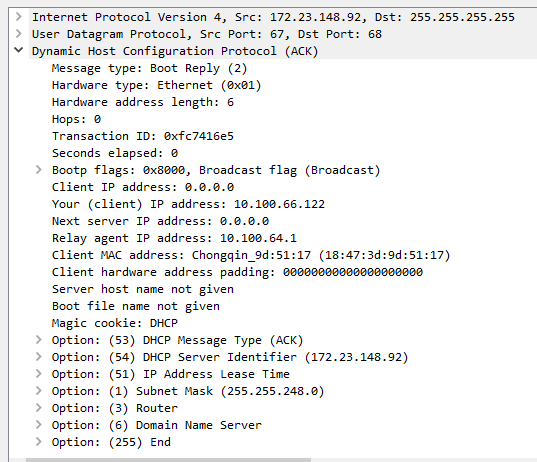 Internet Protocol Version 4, Src: 172.23.148.92, Dst: 255.255.255.255
User Datagram Protocol, Src Port: 67, Dst Port: 68
Dynamic Host Configuration Protocol (ACK)
Message type: Boot Reply (2)
Hardware type: Ethernet (0x01)
Hardware address length: 6
Hops: 0
Transaction ID: 0xfc7416e5
Seconds elapsed: 0
Bootp flags: 0x8000, Broadcast flag (Broadcast)
Client IP address: 0.0.0.0
Your (client) IP address: 10.100.66.122
Next server IP address: 0.0.0.0
Relay agent IP address: 10.100.64.1
Client MAC address: Chongqin_9d:51:17 (18:47:3d:9d:51:17)
Client hardware address padding: 00000000000000000000
Server host name not given
Boot file name not given
Magic cookie: DHCP
Option: (53) DHCP Message Type (ACK)
Option: (54) DHCP Server Identifier (172.23.148.92)
Option: (51) IP Address Lease Time
Option: (1) Subnet Mask (255.255.248.0)
Option: (3) Router
Option: (6) Domain Name Server
Option: (255) End